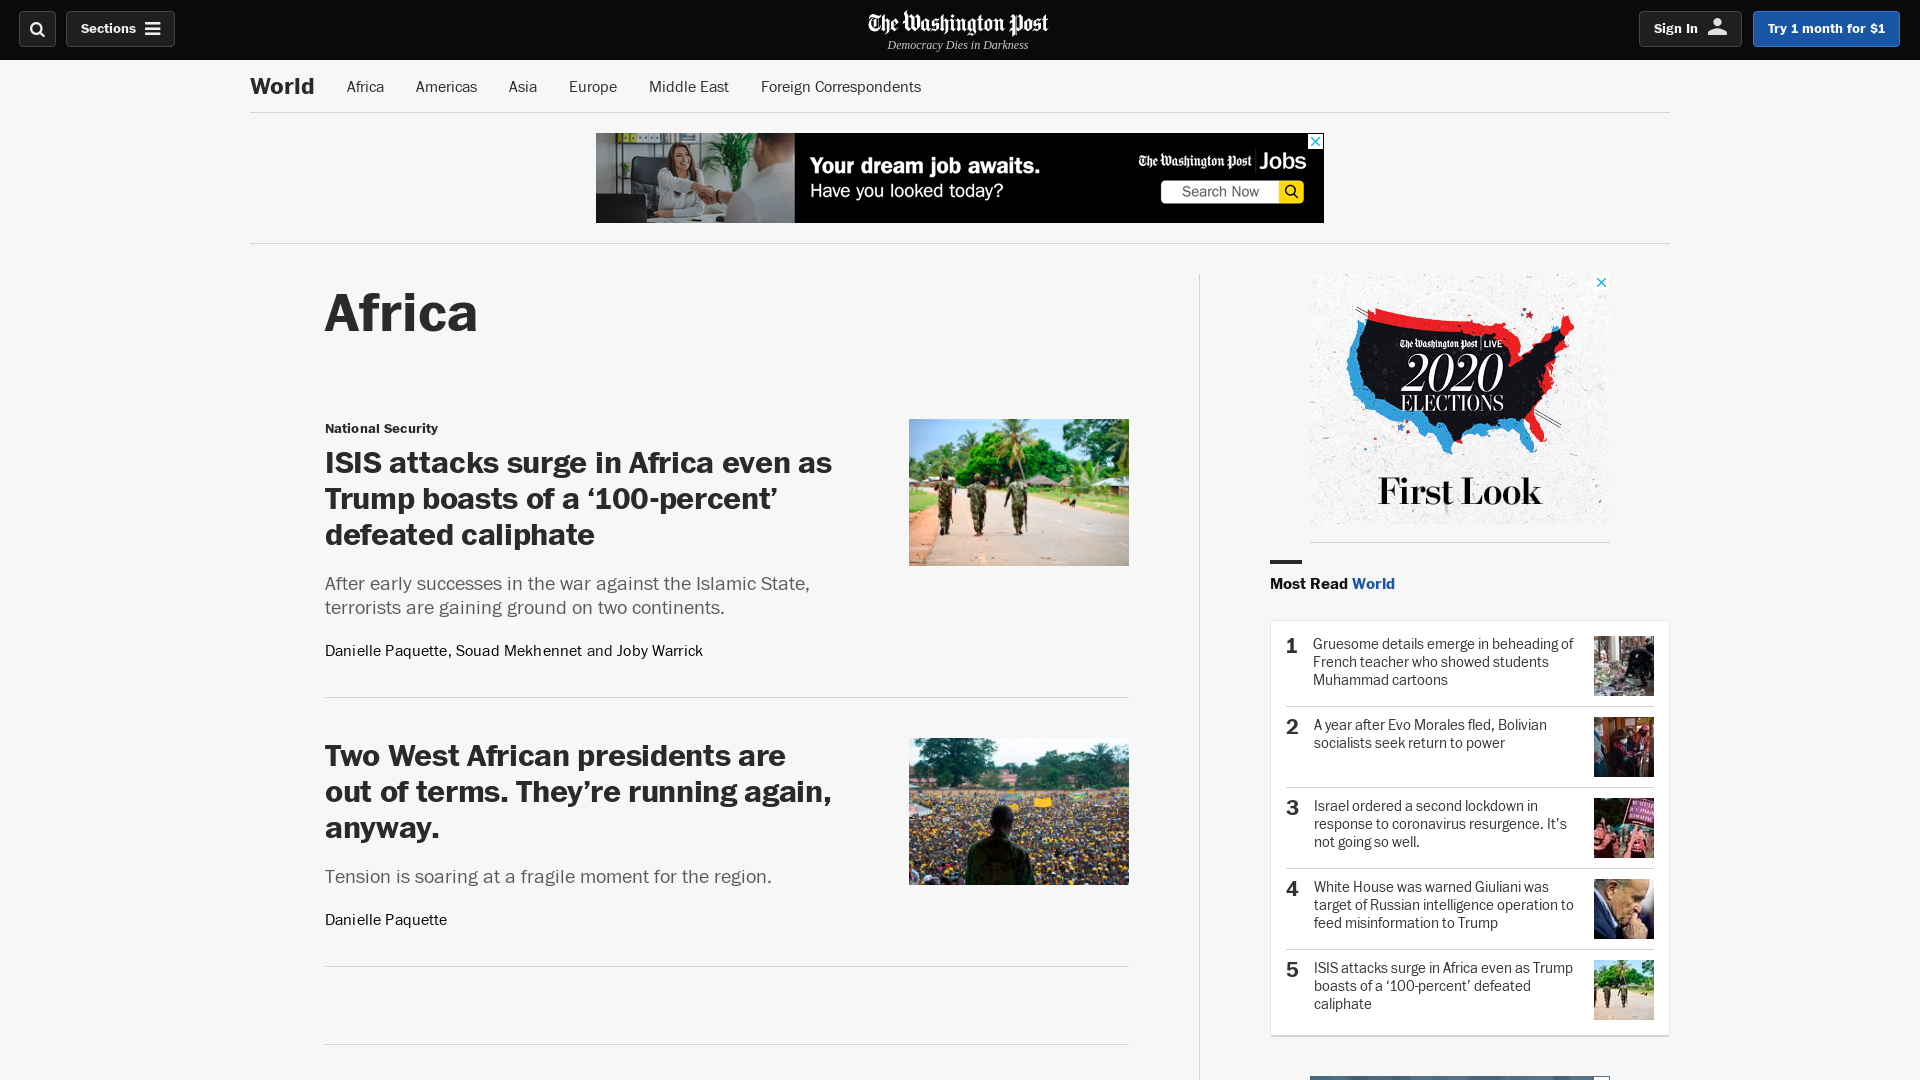 Sections
The Washington Post
Democracy Dies in Darkness
Sign In
Try 1 month for $1
World
Africa
Americas
Asia
Europe
Middle East
Foreign Correspondents
Your dream job awaits.
Have you looked today?
The Washington Post Jobs
Search Now
Africa
National Security
ISIS attacks surge in Africa even as
Trump boasts of a ‘100-percent’
defeated caliphate
After early successes in the war against the Islamic State,
terrorists are gaining ground on two continents.
Danielle Paquette, Souad Mekhennet and Joby Warrick
Two West African presidents are
out of terms. They’re running again,
anyway.
Tension is soaring at a fragile moment for the region.
Danielle Paquette
The Washington Post LIVE
2020
ELECTIONS
First Look
Most Read World
1
Gruesome details emerge in beheading of
French teacher who showed students
Muhammad cartoons
2
A year after Evo Morales fled, Bolivian
socialists seek return to power
3
Israel ordered a second lockdown in
response to coronavirus resurgence. It’s
not going so well.
4
White House was warned Giuliani was
target of Russian intelligence operation to
feed misinformation to Trump
5
ISIS attacks surge in Africa even as Trump
boasts of a ‘100-percent’ defeated
caliphate